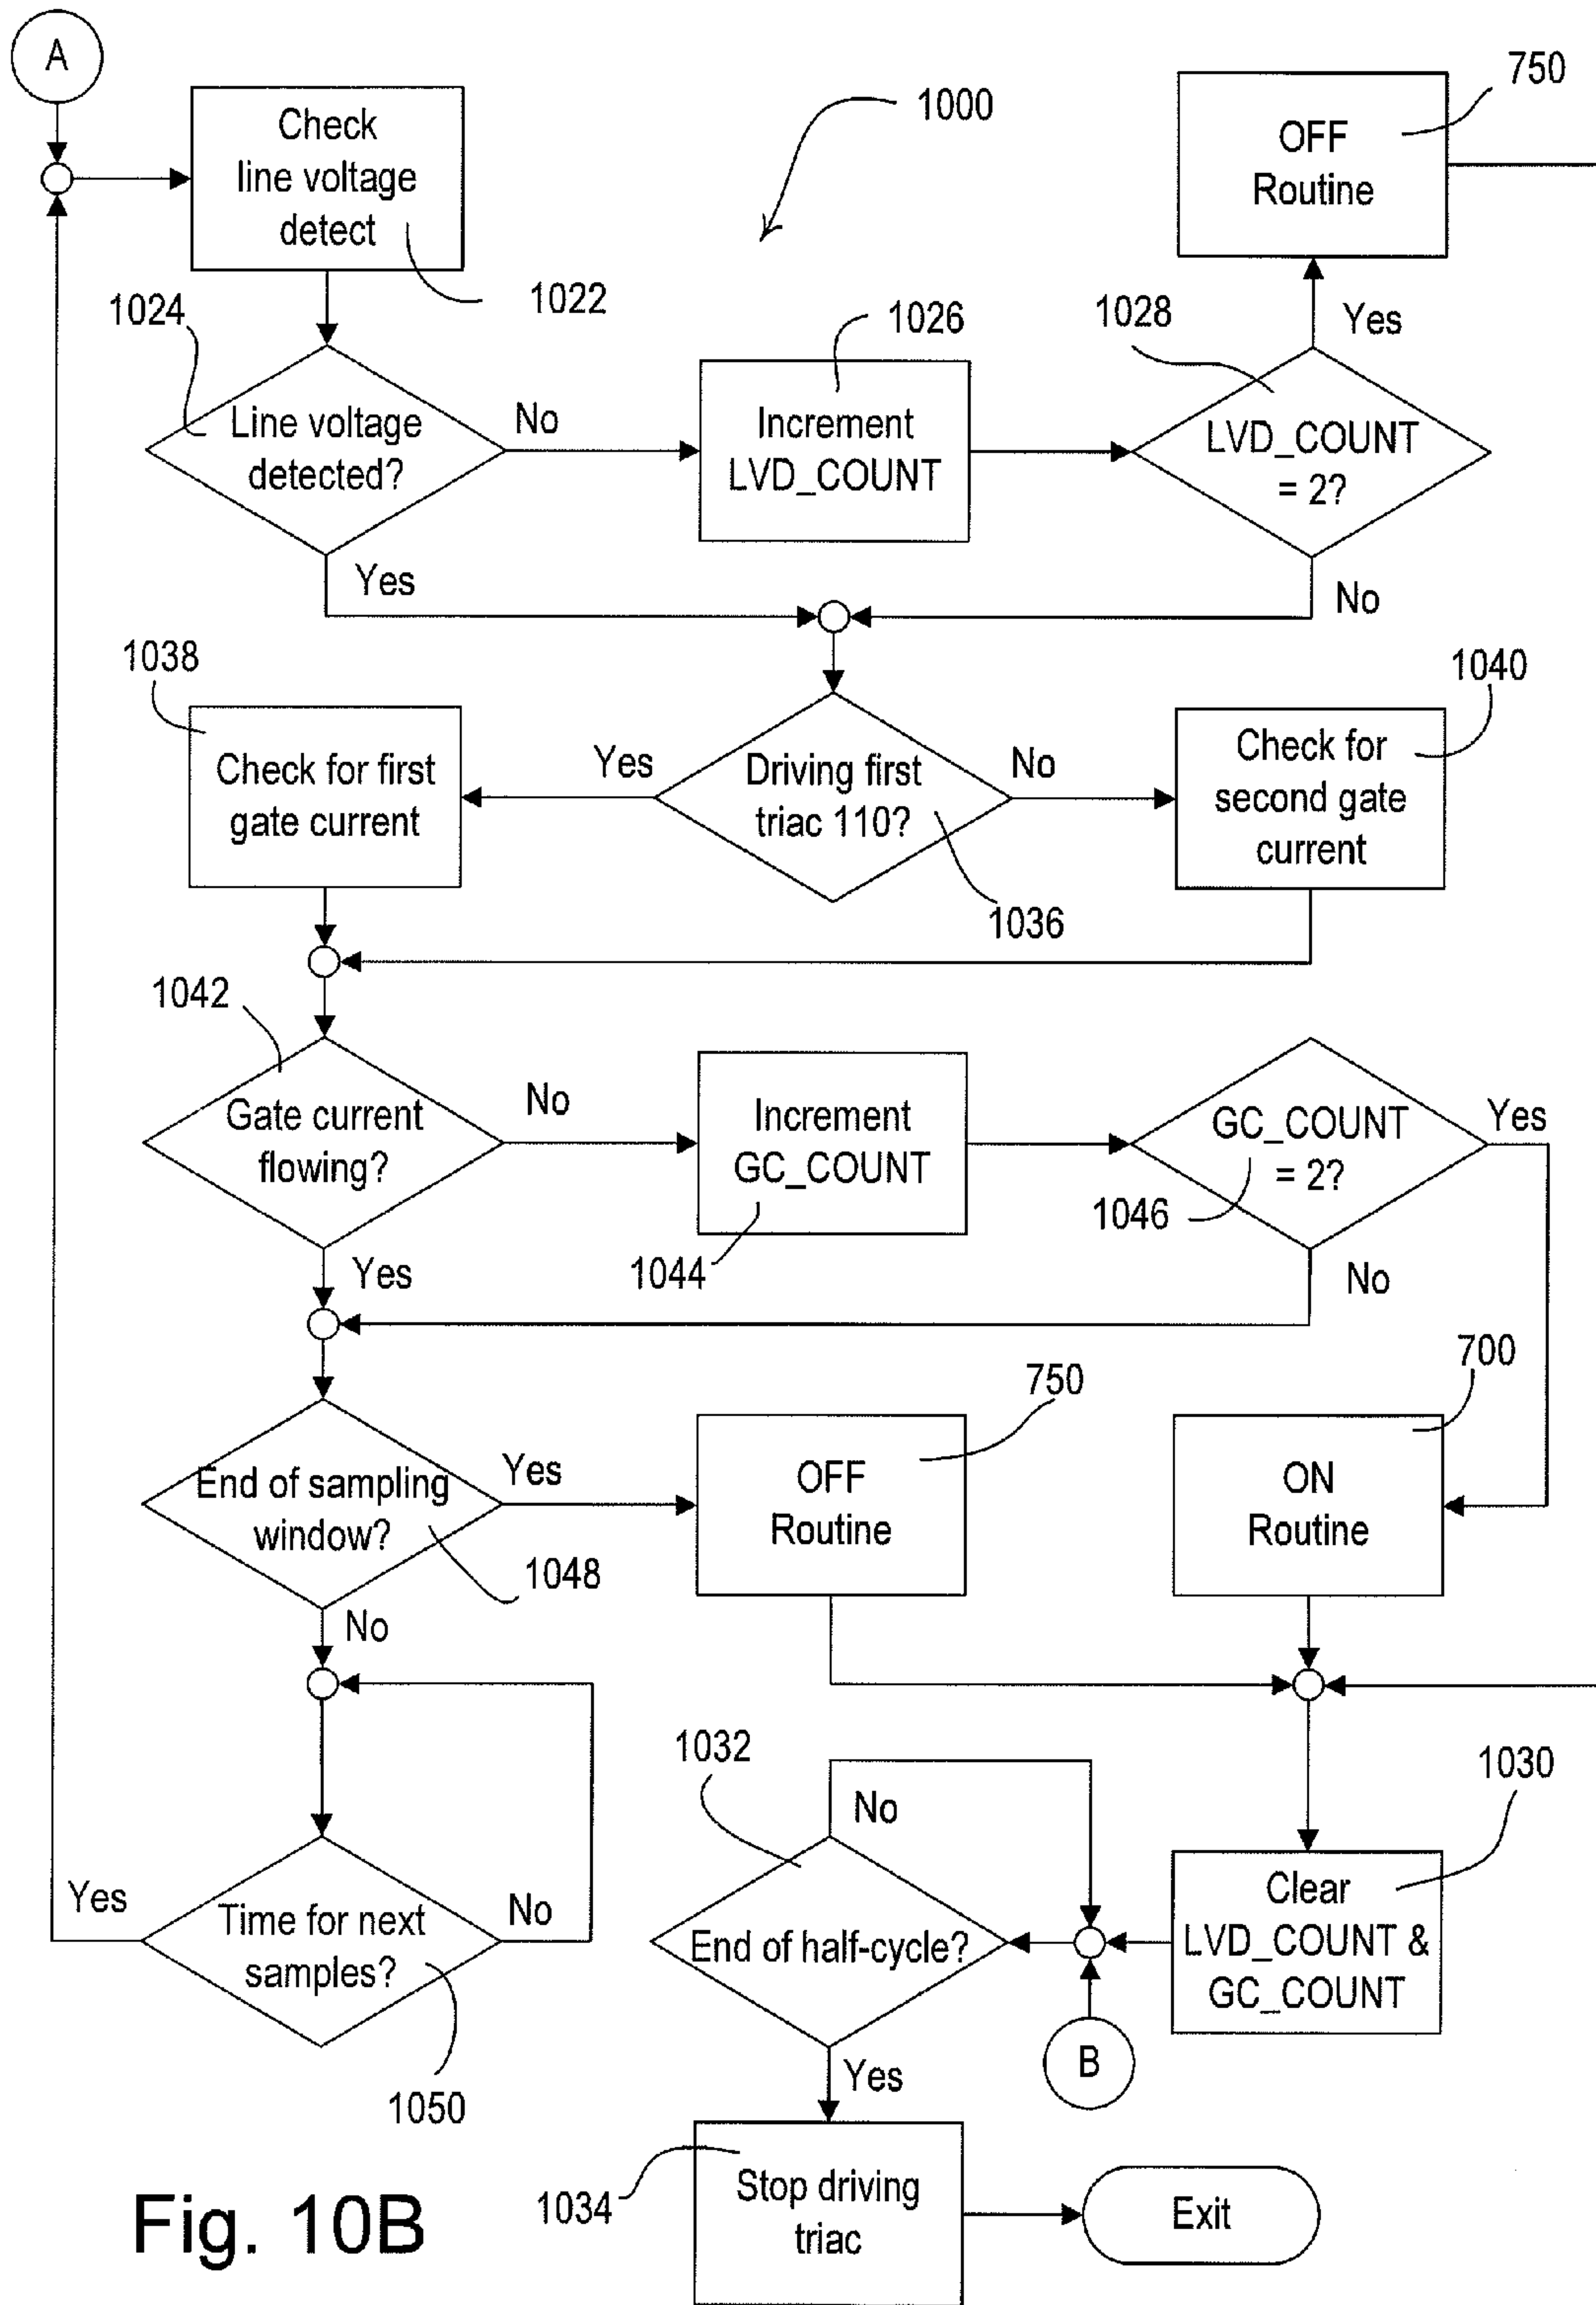 A
Check
line voltage
detect
1000
OFF
Routine
750
1022
1024
Line voltage
detected?
No
Yes
1026
Increment
LVD_COUNT
1028
LVD_COUNT
= 2?
Yes
No
1038
Check for first
gate current
Yes
Driving first
triac 110?
No
1036
1040
Check for
second gate
current
1042
Gate current
flowing?
No
Yes
Increment
GC_COUNT
1044
GC_COUNT
= 2?
1046
Yes
No
End of sampling
window?
Yes
1048
No
750
OFF
Routine
700
ON
Routine
Time for next
samples?
Yes
No
1050
1032
No
End of half-cycle?
Yes
1030
Clear
LVD_COUNT &
GC_COUNT
B
1034
Stop driving
triac
Exit
Fig. 10B